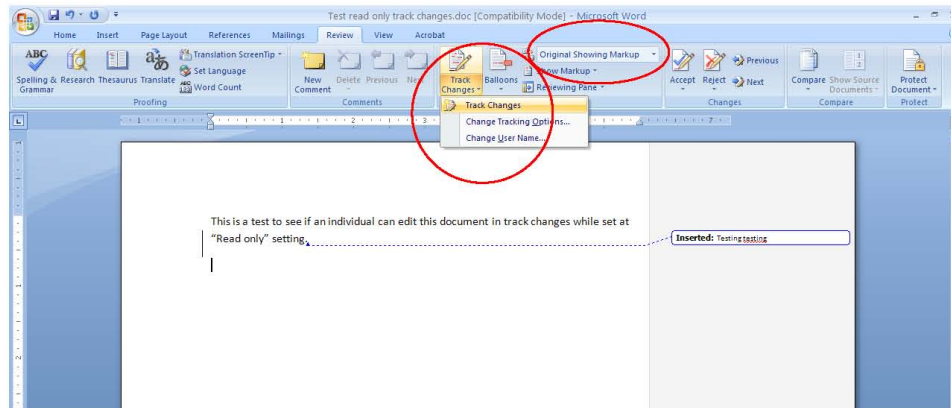 Test read only track changes.doc [Compatibility Mode] - Microsoft Word
Home Insert Page Layout References Mailings Review View Acrobat
ABC
Spelling & Grammar
Research
Thesaurus
Translate
Translation ScreenTip
Set Language
Word Count
Proofing
New Comment
Delete
Previous
Comments
Track Changes
Balloons
Original Showing Markup
Show Markup
Reviewing Pane
Track Changes
Change Tracking Options...
Change User Name...
Accept
Reject
Previous
Next
Changes
Compare
Show Source Documents
Compare
Protect Document
Protect
This is a test to see if an individual can edit this document in track changes while set at
“Read only” setting.
Inserted: Testing testing